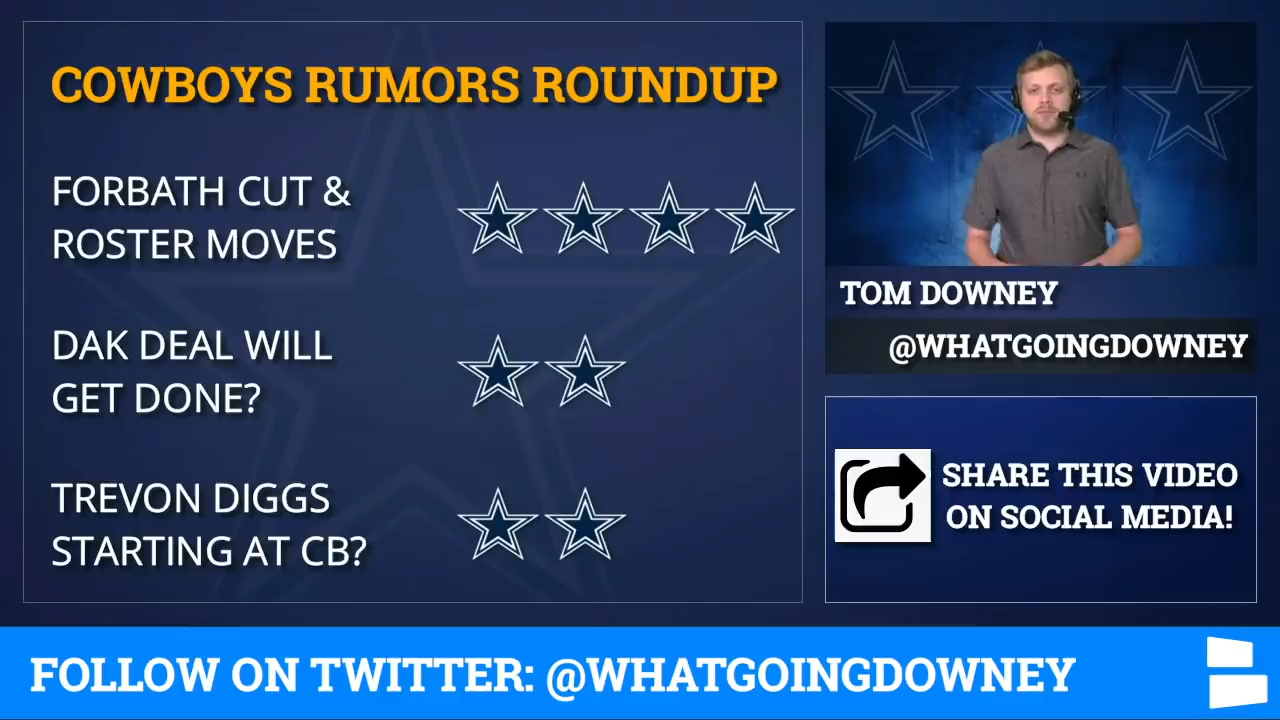 COWBOYS RUMORS ROUNDUP
FORBATH CUT &
ROSTER MOVES
DAK DEAL WILL
GET DONE?
TREVON DIGGS
STARTING AT CB?
TOM DOWNEY
@WHATGOINGDOWNEY
SHARE THIS VIDEO
ON SOCIAL MEDIA!
FOLLOW ON TWITTER: @WHATGOINGDOWNEY